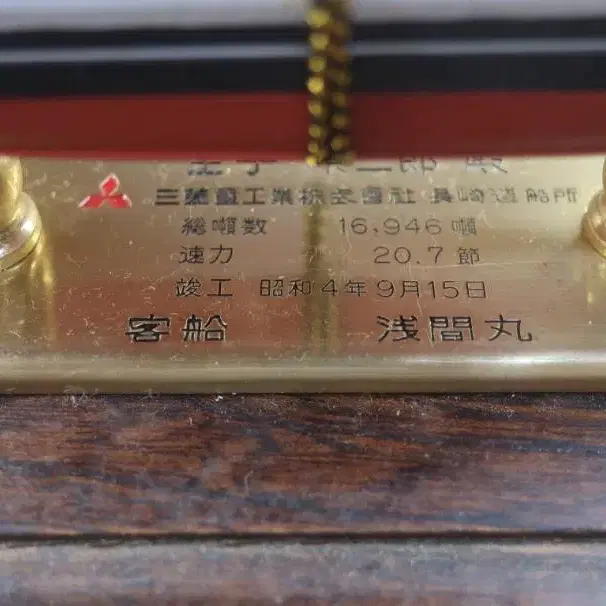 三菱重工業株式會社 長崎造船所
総噸数 16,946噸
速力 20.7節
竣工 昭和4年9月15日
客船 浅間丸